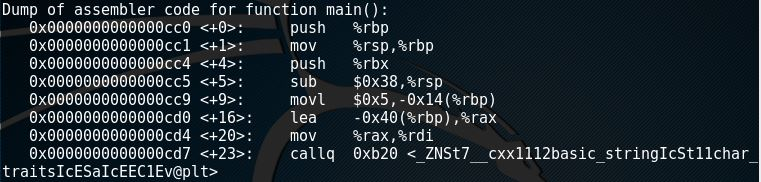 Dump of assembler code for function main():
0x0000000000000cc0 <+0>: push %rbp
0x0000000000000cc1 <+1>: mov %rsp,%rbp
0x0000000000000cc4 <+4>: push %rbx
0x0000000000000cc5 <+5>: sub $0x38,%rsp
0x0000000000000cc9 <+9>: movl $0x5,-0x14(%rbp)
0x0000000000000cd0 <+16>: lea -0x40(%rbp),%rax
0x0000000000000cd4 <+20>: mov %rax,%rdi
0x0000000000000cd7 <+23>: callq 0xb20 <_ZNSt7__cxx1112basic_stringIcSt11char_
traitsIcESaIcEEC1Ev@plt>